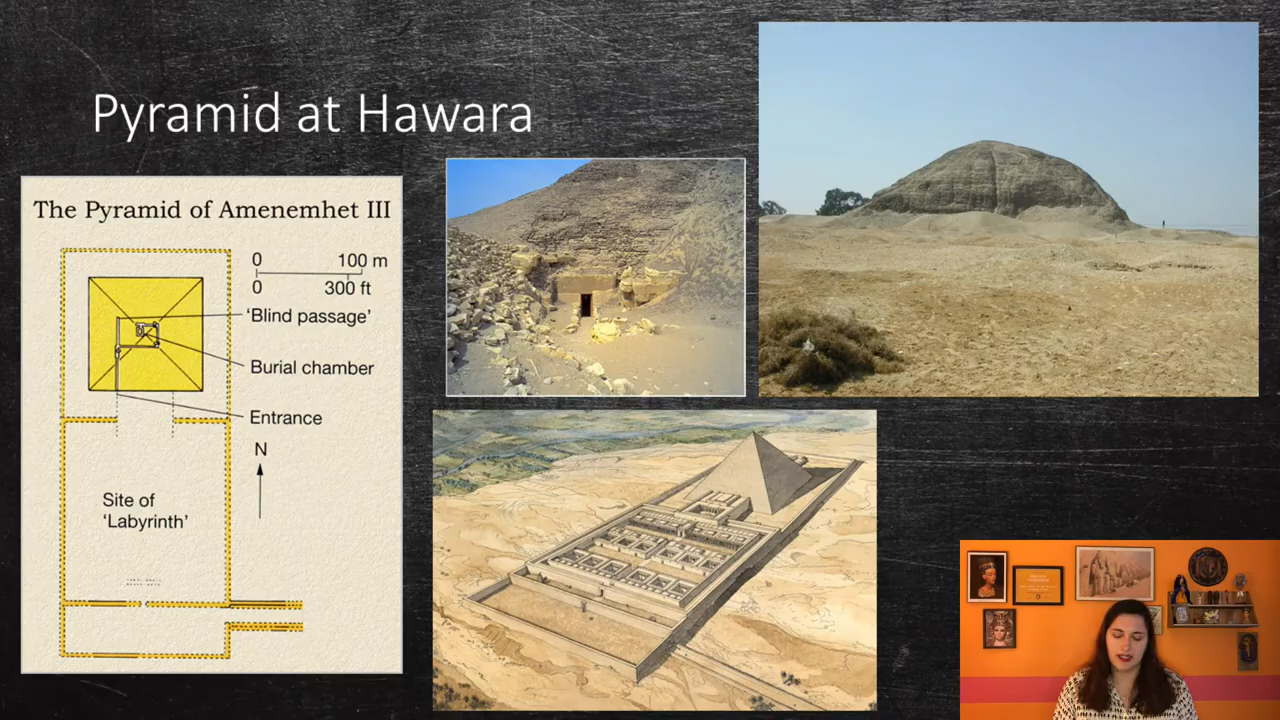 Pyramid at Hawara
The Pyramid of Amenemhet III
0 100 m
0 300 ft
'Blind passage'
Burial chamber
Entrance
N
Site of
'Labyrinth'